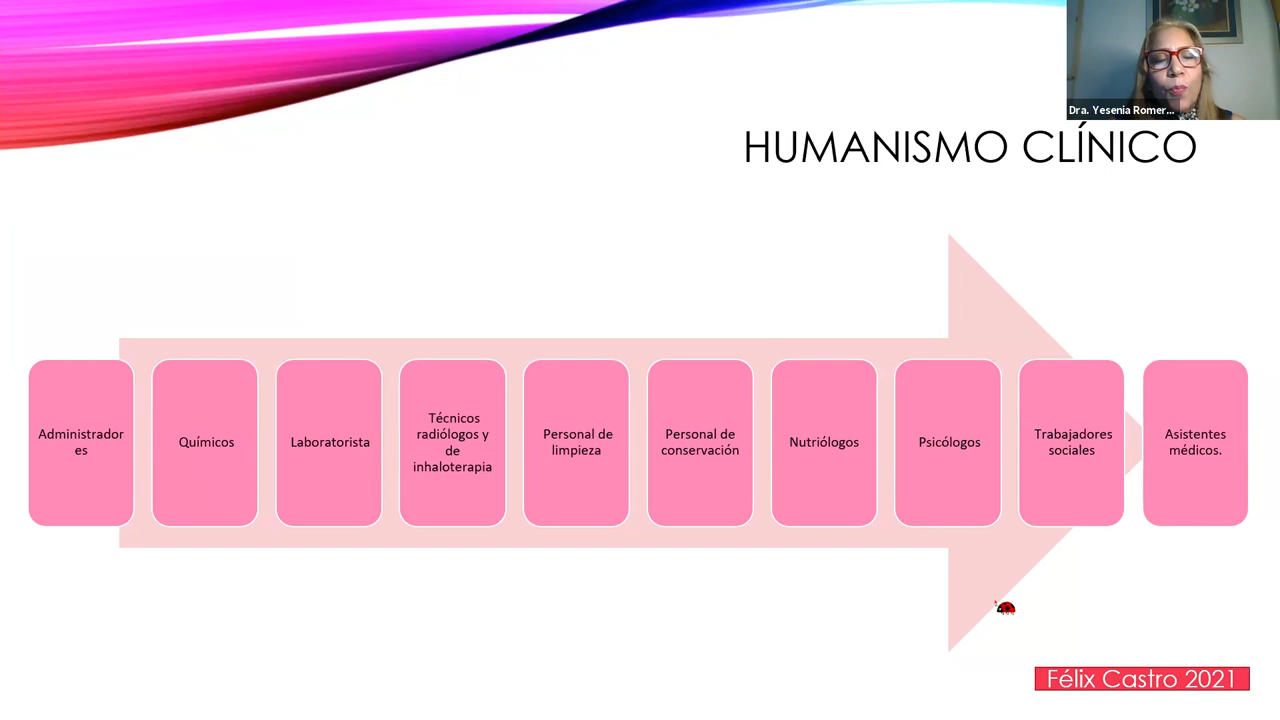 Dra. Yesenia Romer...
HUMANISMO CLÍNICO
Administrador
es
Químicos
Laboratorista
Técnicos
radiólogos y
de
inhaloterapia
Personal de
limpieza
Personal de
conservación
Nutriólogos
Psicólogos
Trabajadores
sociales
Asistentes
médicos.
Félix Castro 2021